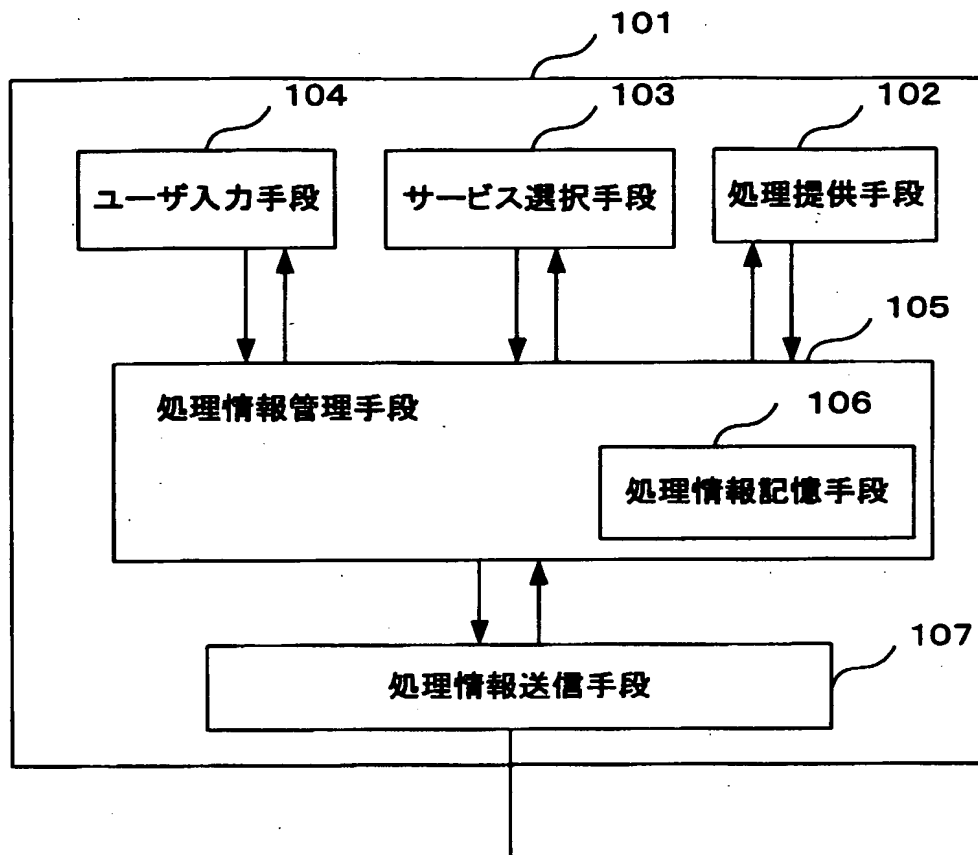 101
104
103
102
ユーザ入力手段
サービス選択手段
処理提供手段
105
処理情報管理手段
106
処理情報記憶手段
107
処理情報送信手段